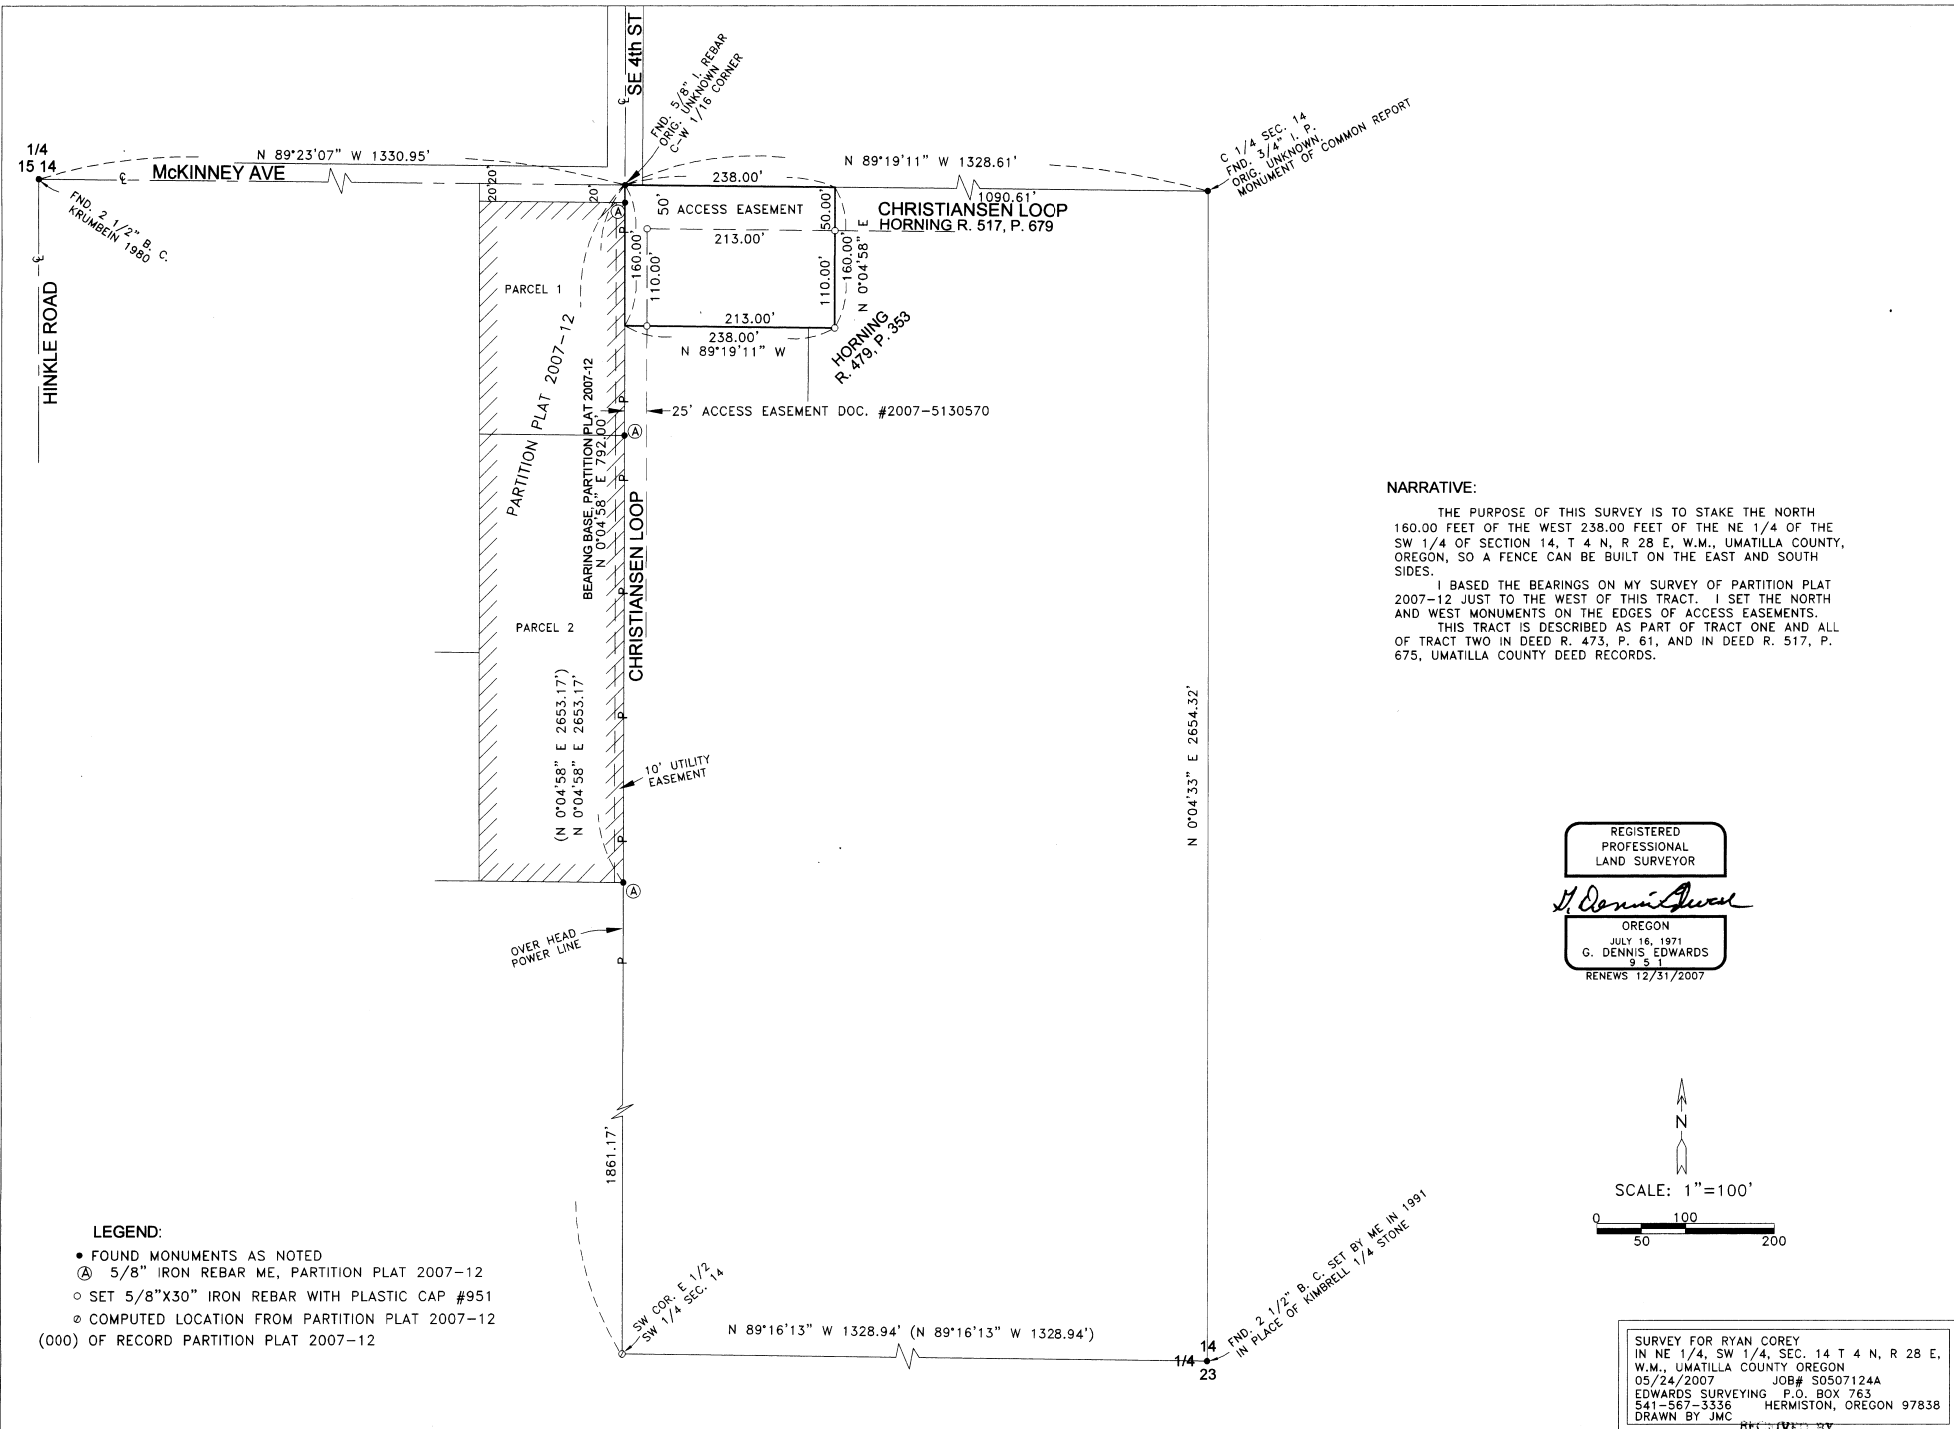 SE 4th ST
℄
FND. 5/8" I. REBAR
ORIG. UNKNOWN
C-W 1/16 CORNER
1/4
15 14
N 89°23'07" W 1330.95'
℄ McKINNEY AVE
FND. 2 1/2" B. C.
KRUMBEIN 1980
℄
HINKLE ROAD
20' 20'
20'
N 89°19'11" W 1328.61'
C 1/4 SEC. 14
FND. 3/4" I. P.
ORIG. UNKNOWN.
MONUMENT OF COMMON REPORT
238.00'
1090.61'
A
50'
ACCESS EASEMENT
50.00'
CHRISTIANSEN LOOP
HORNING R. 517, P. 679
213.00'
P
160.00'
110.00'
110.00'
160.00'
N 0°04'58" E
213.00'
238.00'
N 89°19'11" W
HORNING
R. 479, P. 353
PARCEL 1
PARTITION PLAT 2007-12
BEARING BASE, PARTITION PLAT 2007-12
N 0°04'58" E 792.00'
P
25' ACCESS EASEMENT DOC. #2007-5130570
A
P
CHRISTIANSEN LOOP
P
PARCEL 2
(N 0°04'58" E 2653.17')
N 0°04'58" E 2653.17'
P
10' UTILITY
EASEMENT
P
A
OVER HEAD
POWER LINE
P
N 0°04'33" E 2654.32'
1861.17'
SW COR. E 1/2
SW 1/4 SEC. 14
N 89°16'13" W 1328.94' (N 89°16'13" W 1328.94')
14
1/4
23
FND. 2 1/2" B. C. SET BY ME IN 1991
IN PLACE OF KIMBRELL 1/4 STONE
NARRATIVE:
THE PURPOSE OF THIS SURVEY IS TO STAKE THE NORTH
160.00 FEET OF THE WEST 238.00 FEET OF THE NE 1/4 OF THE
SW 1/4 OF SECTION 14, T 4 N, R 28 E, W.M., UMATILLA COUNTY,
OREGON, SO A FENCE CAN BE BUILT ON THE EAST AND SOUTH
SIDES.
I BASED THE BEARINGS ON MY SURVEY OF PARTITION PLAT
2007-12 JUST TO THE WEST OF THIS TRACT. I SET THE NORTH
AND WEST MONUMENTS ON THE EDGES OF ACCESS EASEMENTS.
THIS TRACT IS DESCRIBED AS PART OF TRACT ONE AND ALL
OF TRACT TWO IN DEED R. 473, P. 61, AND IN DEED R. 517, P.
675, UMATILLA COUNTY DEED RECORDS.
REGISTERED
PROFESSIONAL
LAND SURVEYOR
G. Dennis Edwards
OREGON
JULY 16, 1971
G. DENNIS EDWARDS
9 5 1
RENEWS 12/31/2007
N
SCALE: 1"=100'
0 100
50 200
LEGEND:
FOUND MONUMENTS AS NOTED
A 5/8" IRON REBAR ME, PARTITION PLAT 2007-12
SET 5/8"X30" IRON REBAR WITH PLASTIC CAP #951
COMPUTED LOCATION FROM PARTITION PLAT 2007-12
(000) OF RECORD PARTITION PLAT 2007-12
SURVEY FOR RYAN COREY
IN NE 1/4, SW 1/4, SEC. 14 T 4 N, R 28 E,
W.M., UMATILLA COUNTY OREGON
05/24/2007 JOB# S0507124A
EDWARDS SURVEYING P.O. BOX 763
541-567-3336 HERMISTON, OREGON 97838
DRAWN BY JMC
RECEIVED BY